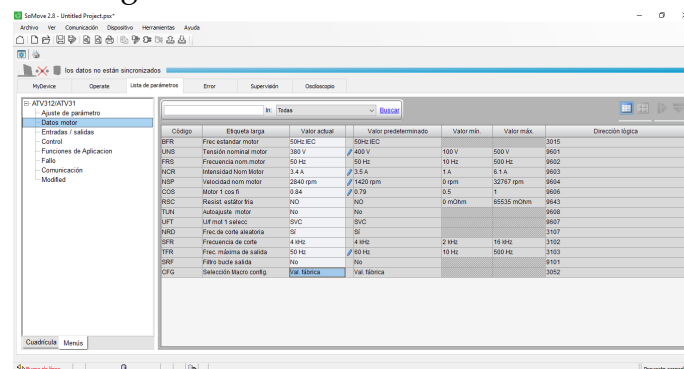 SoMove 2.8 - Untitled Project.psx*
Archivo Ver Comunicación Dispositivo Herramientas Ayuda
los datos no están sincronizados
MyDevice Operate Lista de parámetros Error Supervisión Osciloscopio
ATV312/ATV31
Ajuste de parámetro
Datos motor
Entradas / salidas
Control
Funciones de Aplicacion
Fallo
Comunicación
Modified
In: Todas Buscar
Código Etiqueta larga Valor actual Valor predeterminado Valor mín. Valor máx. Dirección lógica
BFR Frec estandar motor 50Hz IEC 50Hz IEC 3015
UNS Tensión nominal motor 380 V 400 V 100 V 500 V 9601
FRS Frecuencia nom.motor 50 Hz 50 Hz 10 Hz 500 Hz 9602
NCR Intensidad Nom Motor 3.4 A 3.5 A 1 A 6.1 A 9603
NSP Velocidad nom motor 2840 rpm 1420 rpm 0 rpm 32767 rpm 9604
COS Motor 1 cos fi 0.84 0.79 0.5 1 9606
RSC Resist. estátor fria NO NO 0 mOhm 65535 mOhm 9643
TUN Autoajuste motor No No 9608
UFT U/f mot 1 selecc SVC SVC 9607
NRD Frec.de corte aleatoria Sí Sí 3107
SFR Frecuencia de corte 4 kHz 4 kHz 2 kHz 16 kHz 3102
TFR Frec. máxima de salida 50 Hz 60 Hz 10 Hz 500 Hz 3103
SRF Filtro bucle salida No No 9101
CFG Selección Macro config. Val. fábrica Val. fábrica 3052
Cuadrícula Menús